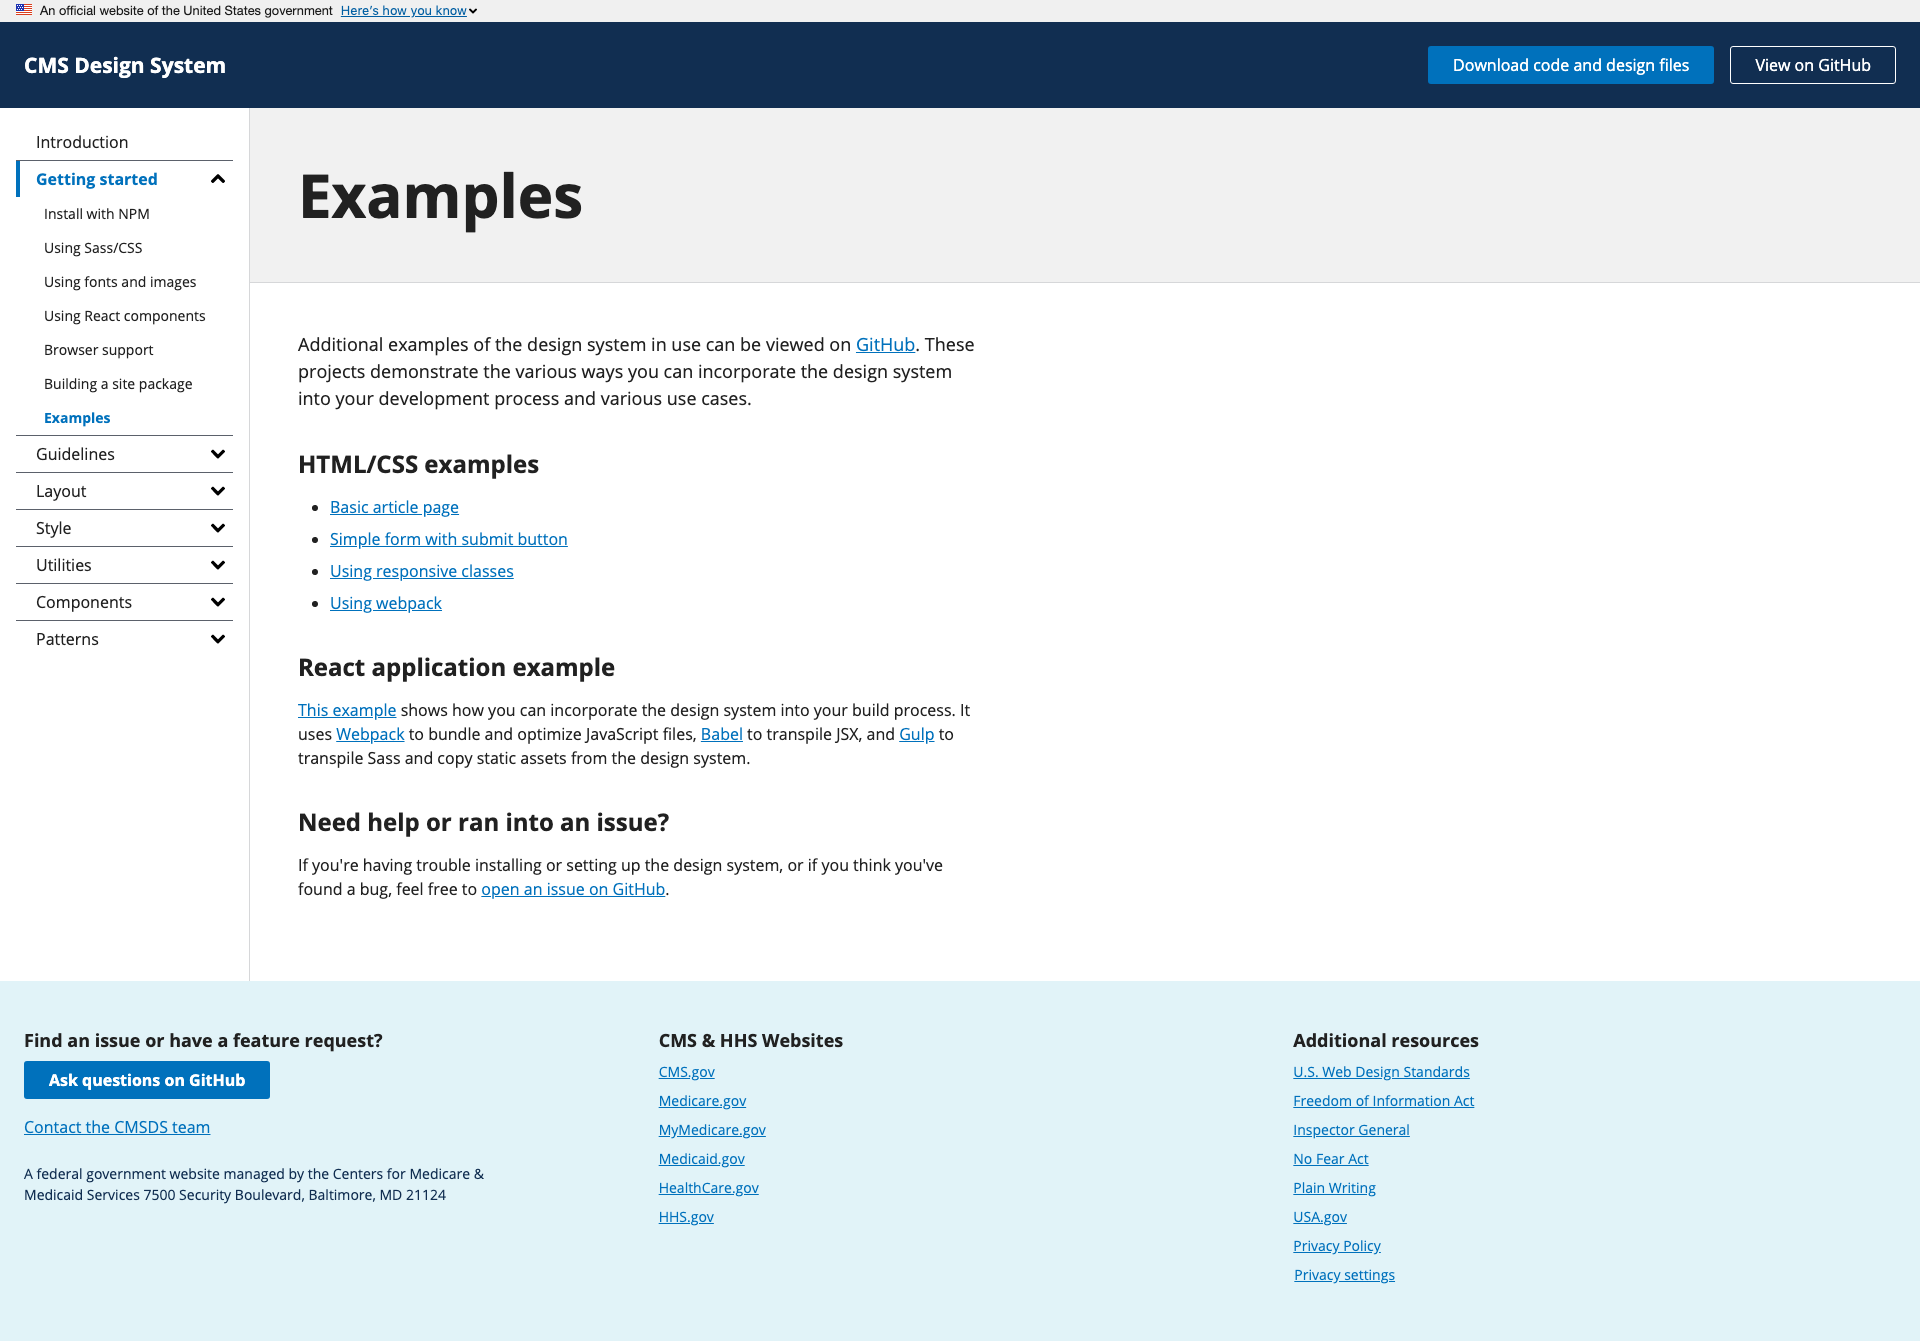 An official website of the United States government Here's how you know
CMS Design System
Download code and design files
View on GitHub
Introduction
Getting started
Install with NPM
Using Sass/CSS
Using fonts and images
Using React components
Browser support
Building a site package
Examples
Guidelines
Layout
Style
Utilities
Components
Patterns
Examples
Additional examples of the design system in use can be viewed on GitHub. These
projects demonstrate the various ways you can incorporate the design system
into your development process and various use cases.
HTML/CSS examples
Basic article page
Simple form with submit button
Using responsive classes
Using webpack
React application example
This example shows how you can incorporate the design system into your build process. It
uses Webpack to bundle and optimize JavaScript files, Babel to transpile JSX, and Gulp to
transpile Sass and copy static assets from the design system.
Need help or ran into an issue?
If you're having trouble installing or setting up the design system, or if you think you've
found a bug, feel free to open an issue on GitHub.
Find an issue or have a feature request?
Ask questions on GitHub
Contact the CMSDS team
A federal government website managed by the Centers for Medicare &
Medicaid Services 7500 Security Boulevard, Baltimore, MD 21124
CMS & HHS Websites
CMS.gov
Medicare.gov
MyMedicare.gov
Medicaid.gov
HealthCare.gov
HHS.gov
Additional resources
U.S. Web Design Standards
Freedom of Information Act
Inspector General
No Fear Act
Plain Writing
USA.gov
Privacy Policy
Privacy settings